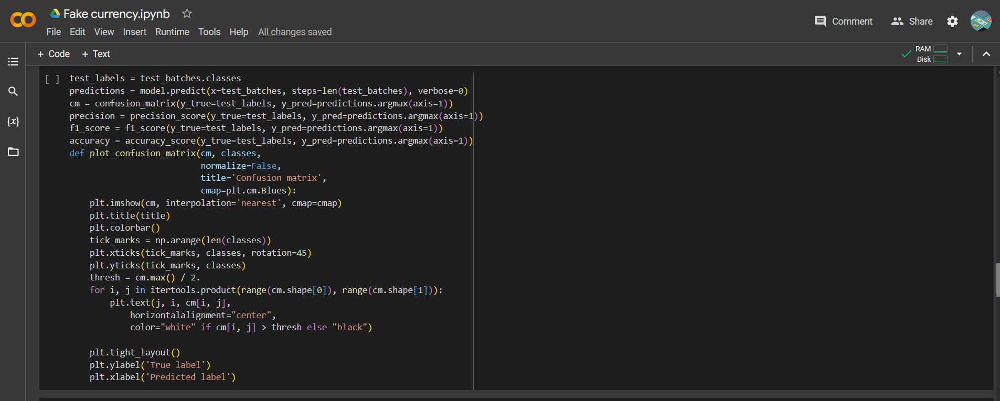 Fake currency.ipynb
File Edit View Insert Runtime Tools Help All changes saved
Comment Share
+ Code + Text
RAM
Disk
{x}
[ ] test_labels = test_batches.classes
predictions = model.predict(x=test_batches, steps=len(test_batches), verbose=0)
cm = confusion_matrix(y_true=test_labels, y_pred=predictions.argmax(axis=1))
precision = precision_score(y_true=test_labels, y_pred=predictions.argmax(axis=1))
f1_score = f1_score(y_true=test_labels, y_pred=predictions.argmax(axis=1))
accuracy = accuracy_score(y_true=test_labels, y_pred=predictions.argmax(axis=1))
def plot_confusion_matrix(cm, classes,
                          normalize=False,
                          title='Confusion matrix',
                          cmap=plt.cm.Blues):
    plt.imshow(cm, interpolation='nearest', cmap=cmap)
    plt.title(title)
    plt.colorbar()
    tick_marks = np.arange(len(classes))
    plt.xticks(tick_marks, classes, rotation=45)
    plt.yticks(tick_marks, classes)
    thresh = cm.max() / 2.
    for i, j in itertools.product(range(cm.shape[0]), range(cm.shape[1])):
        plt.text(j, i, cm[i, j],
            horizontalalignment="center",
            color="white" if cm[i, j] > thresh else "black")
    plt.tight_layout()
    plt.ylabel('True label')
    plt.xlabel('Predicted label')